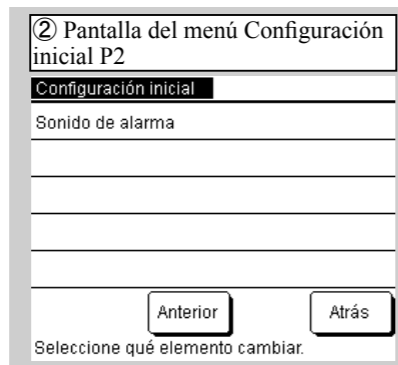 ② Pantalla del menú Configuración
inicial P2
Configuración inicial
Sonido de alarma
Anterior
Atrás
Seleccione qué elemento cambiar.